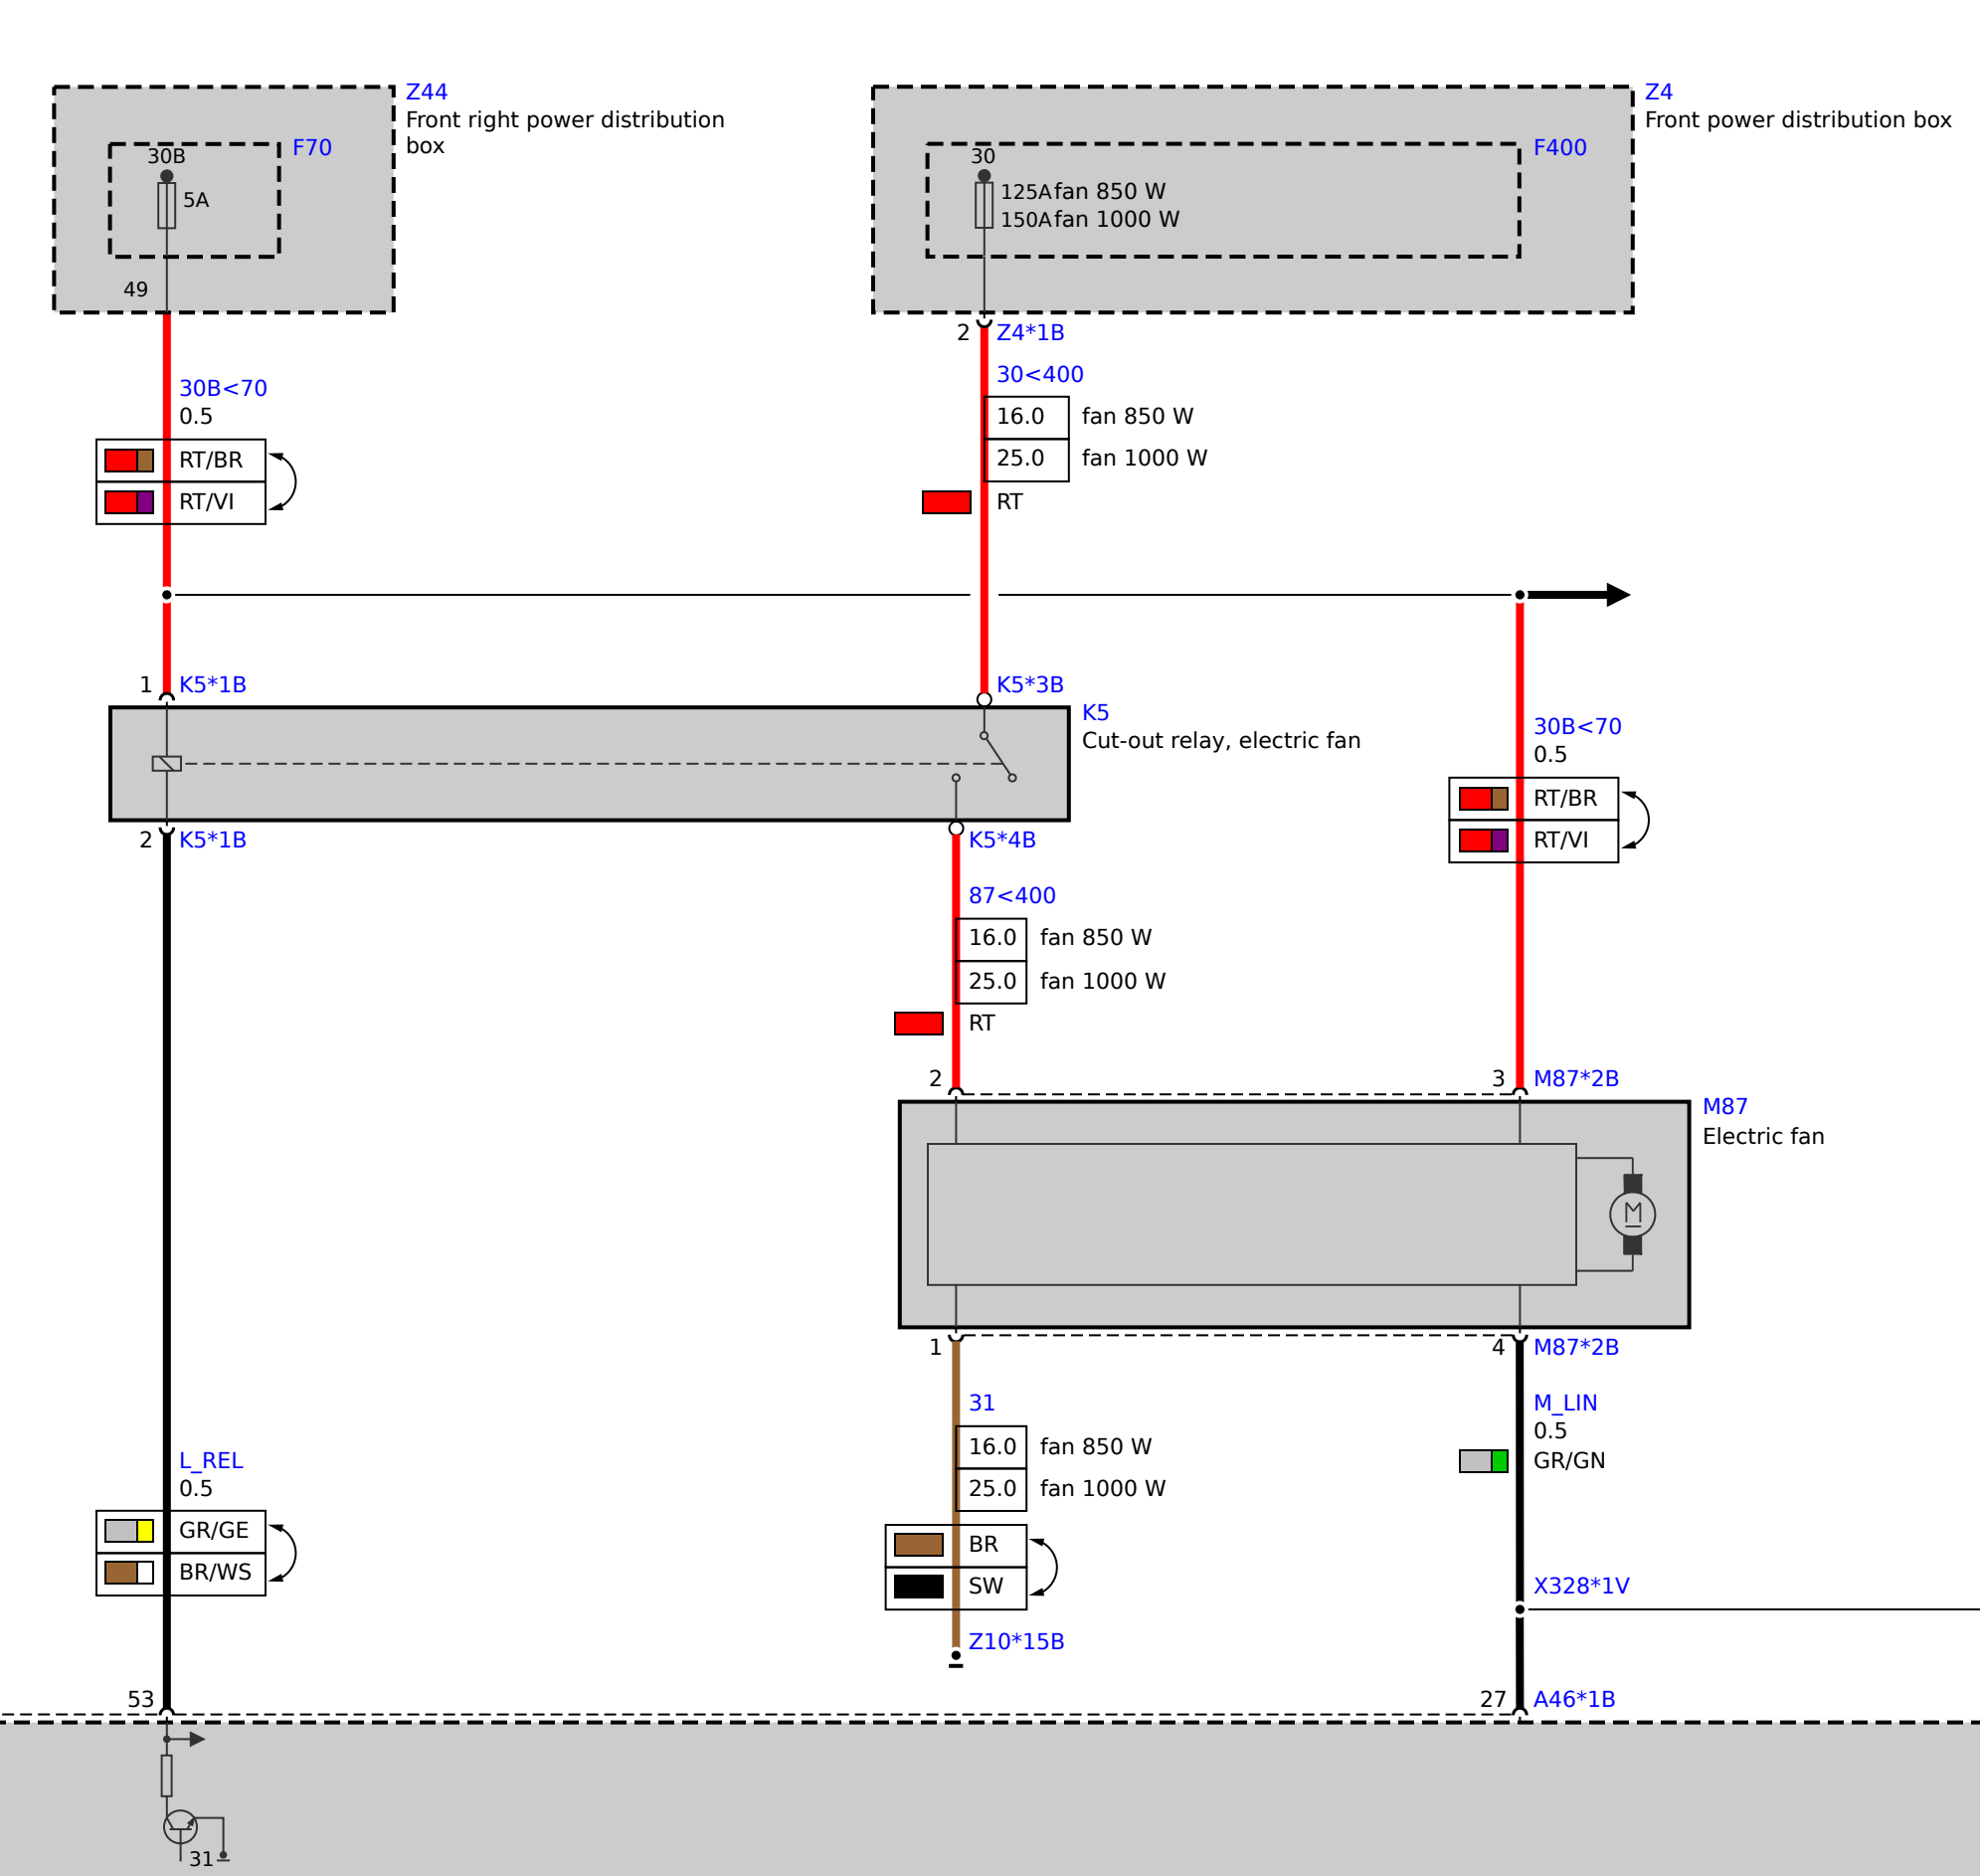 Z44
Front right power distribution
box
F70
30B
5A
49
Z4
Front power distribution box
F400
30
125A fan 850 W
150A fan 1000 W
2 Z4*1B
30<400
16.0 fan 850 W
25.0 fan 1000 W
RT
30B<70
0.5
RT/BR
RT/VI
1 K5*1B
K5*3B
K5
Cut-out relay, electric fan
2 K5*1B
K5*4B
30B<70
0.5
RT/BR
RT/VI
87<400
16.0 fan 850 W
25.0 fan 1000 W
RT
2
3 M87*2B
M87
Electric fan
M
1
4 M87*2B
31
16.0 fan 850 W
25.0 fan 1000 W
BR
SW
Z10*15B
M_LIN
0.5
GR/GN
X328*1V
L_REL
0.5
GR/GE
BR/WS
53
27 A46*1B
31